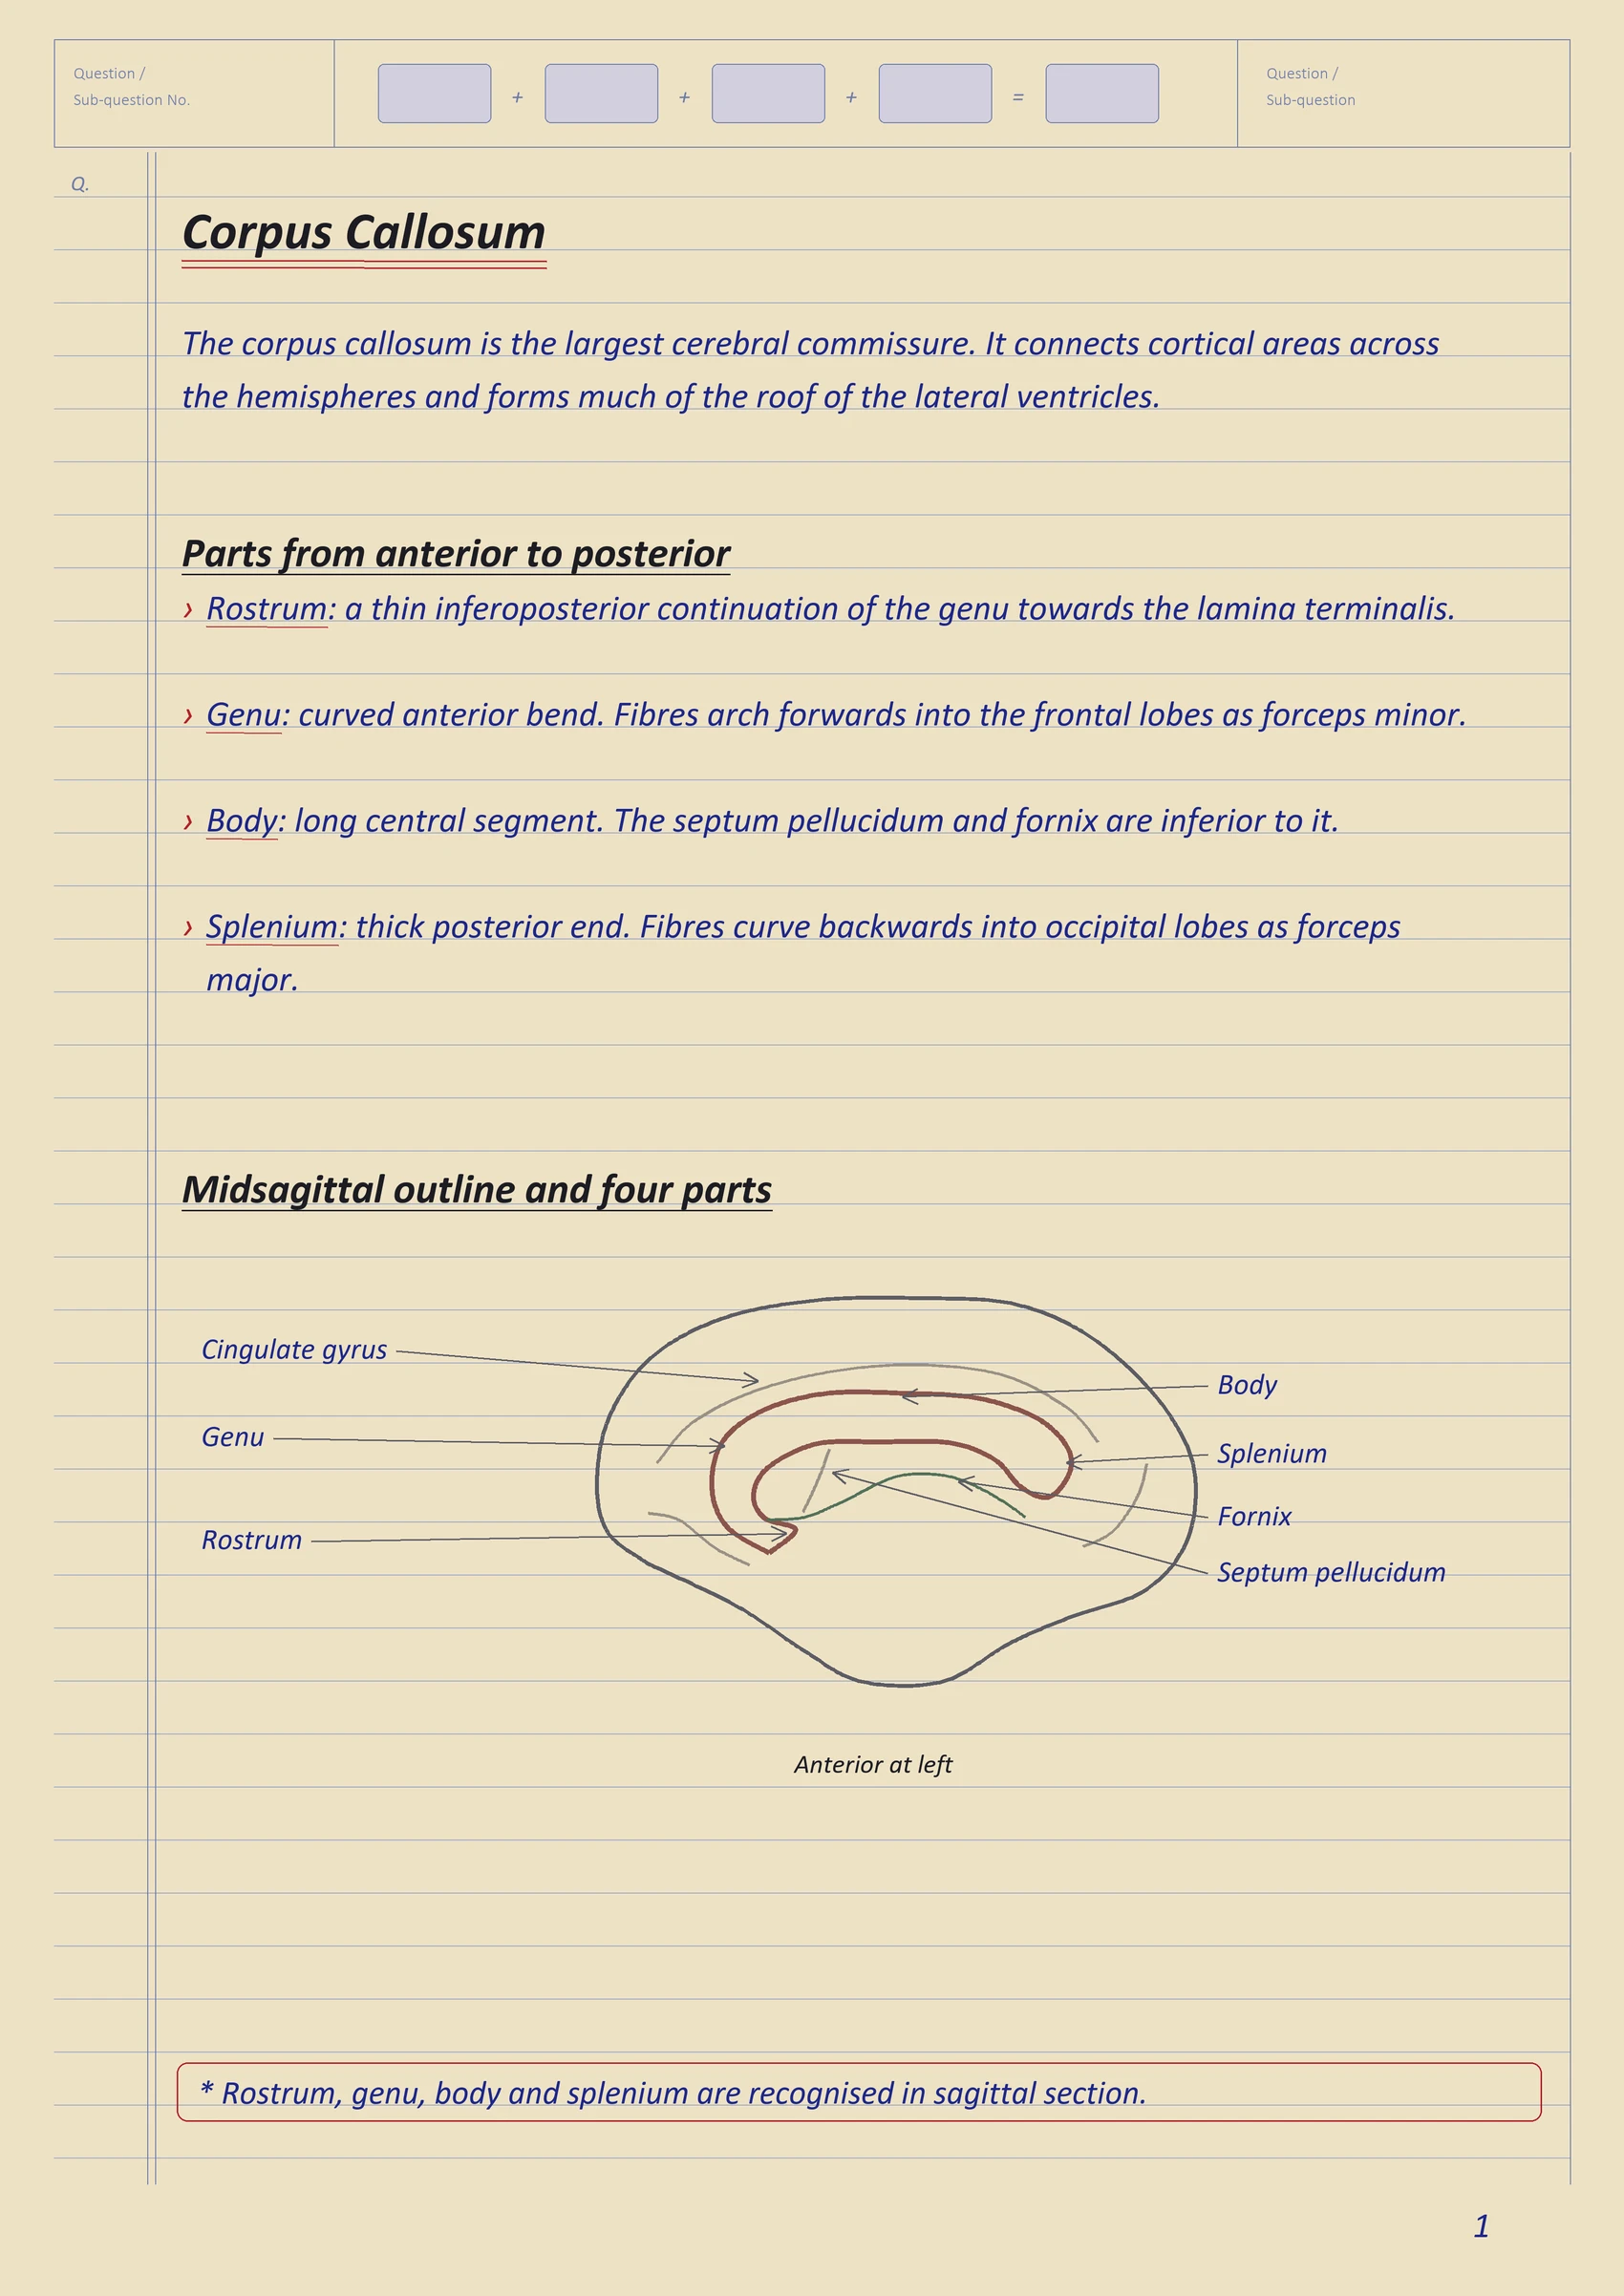 Question /
Sub-question No.
+ + + =
Question /
Sub-question
Q.
Corpus Callosum
The corpus callosum is the largest cerebral commissure. It connects cortical areas across
the hemispheres and forms much of the roof of the lateral ventricles.
Parts from anterior to posterior
› Rostrum: a thin inferoposterior continuation of the genu towards the lamina terminalis.
› Genu: curved anterior bend. Fibres arch forwards into the frontal lobes as forceps minor.
› Body: long central segment. The septum pellucidum and fornix are inferior to it.
› Splenium: thick posterior end. Fibres curve backwards into occipital lobes as forceps
major.
Midsagittal outline and four parts
Cingulate gyrus
Genu
Rostrum
Body
Splenium
Fornix
Septum pellucidum
Anterior at left
* Rostrum, genu, body and splenium are recognised in sagittal section.
1